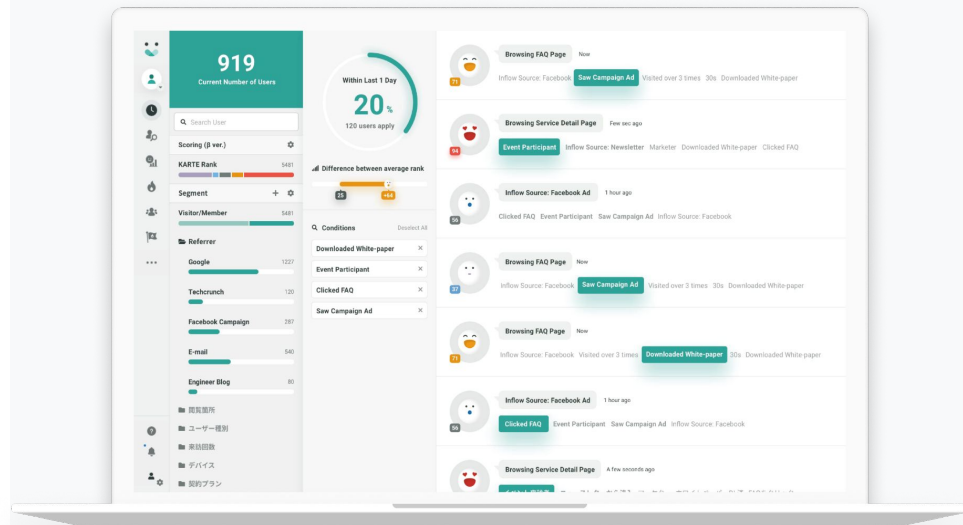 919
Current Number of Users
Search User
Scoring (β ver.)
KARTE Rank 5481
Segment
Visitor/Member 5481
Referrer
Google 1227
Techcrunch 120
Facebook Campaign 287
E-mail 540
Engineer Blog 80
閲覧箇所
ユーザー種別
来訪回数
デバイス
契約プラン
Within Last 1 Day
20%
120 users apply
Difference between average rank
25 +64
Conditions Deselect All
Downloaded White-paper ×
Event Participant ×
Clicked FAQ ×
Saw Campaign Ad ×
Browsing FAQ Page Now
71 Inflow Source: Facebook Saw Campaign Ad Visited over 3 times 30s Downloaded White-paper
Browsing Service Detail Page Few sec ago
94 Event Participant Inflow Source: Newsletter Marketer Downloaded White-paper Clicked FAQ
Inflow Source: Facebook Ad 1 hour ago
56 Clicked FAQ Event Participant Saw Campaign Ad Inflow Source: Facebook
Browsing FAQ Page Now
37 Inflow Source: Facebook Saw Campaign Ad Visited over 3 times 30s Downloaded White-paper
Browsing FAQ Page Now
71 Inflow Source: Facebook Visited over 3 times Downloaded White-paper 30s Downloaded White-paper
Inflow Source: Facebook Ad 1 hour ago
56 Clicked FAQ Event Participant Saw Campaign Ad Inflow Source: Facebook
Browsing Service Detail Page A few seconds ago